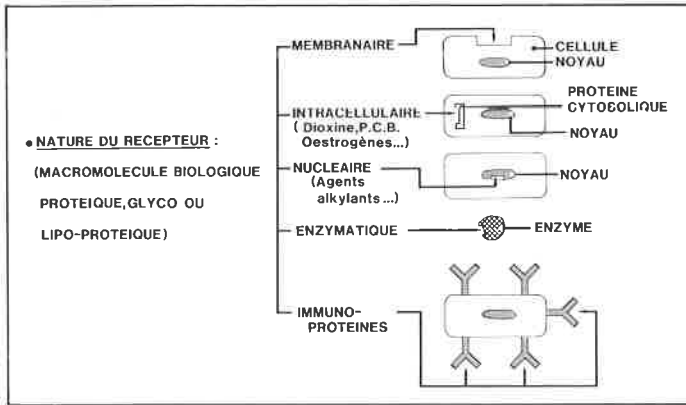 • NATURE DU RECEPTEUR :
(MACROMOLECULE BIOLOGIQUE
PROTEIQUE,GLYCO OU
LIPO-PROTEIQUE)
MEMBRANAIRE
CELLULE
NOYAU
INTRACELLULAIRE
(Dioxine,P.C.B.
Oestrogènes...)
PROTEINE
CYTOBOLIQUE
NOYAU
NUCLEAIRE
(Agents
alkylants...)
NOYAU
ENZYMATIQUE
ENZYME
IMMUNO-
PROTEINES